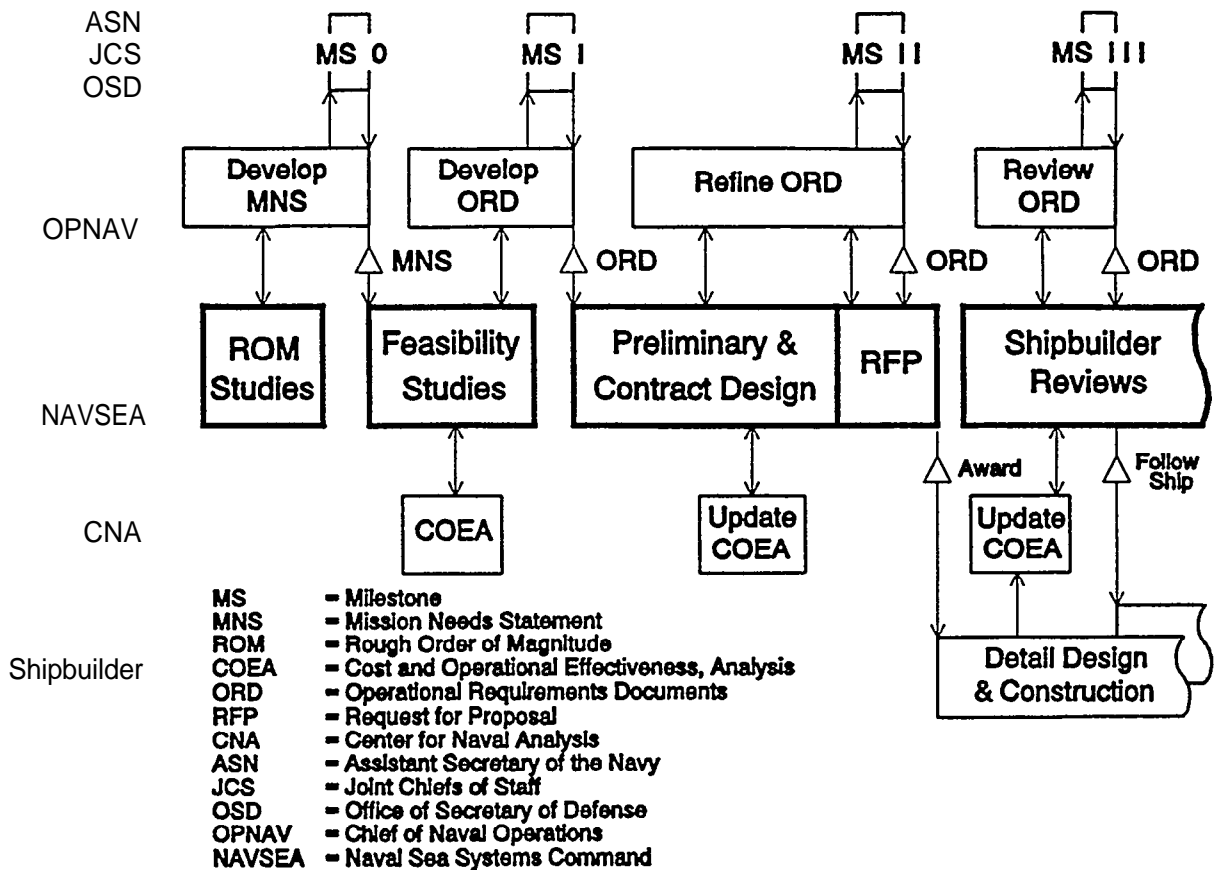 ASN
JCS
OSD
MS 0
MS I
MS II
MS III
OPNAV
Develop
MNS
Develop
ORD
Refine ORD
Review
ORD
MNS
ORD
ORD
ORD
NAVSEA
ROM
Studies
Feasibility
Studies
Preliminary &
Contract Design
RFP
Shipbuilder
Reviews
Award
Follow
Ship
CNA
COEA
Update
COEA
Update
COEA
Shipbuilder
Detail Design
& Construction
MS = Milestone
MNS = Mission Needs Statement
ROM = Rough Order of Magnitude
COEA = Cost and Operational Effectiveness, Analysis
ORD = Operational Requirements Documents
RFP = Request for Proposal
CNA = Center for Naval Analysis
ASN = Assistant Secretary of the Navy
JCS = Joint Chiefs of Staff
OSD = Office of Secretary of Defense
OPNAV = Chief of Naval Operations
NAVSEA = Naval Sea Systems Command